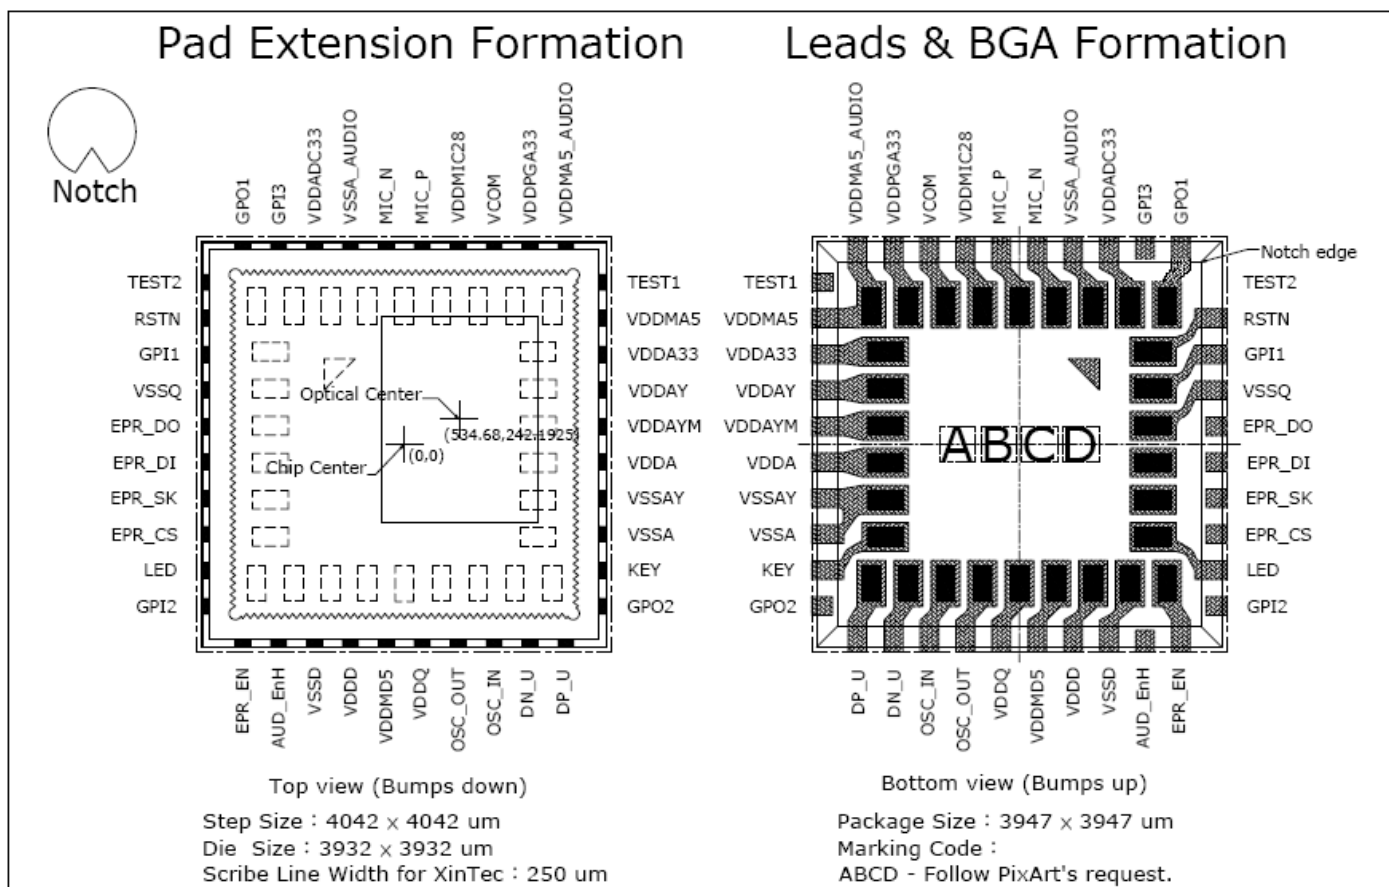 Pad Extension Formation
Leads & BGA Formation
Notch
GPO1
GPI3
VDDADC33
VSSA_AUDIO
MIC_N
MIC_P
VDDMIC28
VCOM
VDDPGA33
VDDMA5_AUDIO
TEST2
RSTN
GPI1
VSSQ
EPR_DO
EPR_DI
EPR_SK
EPR_CS
LED
GPI2
Optical Center
(534.68,242.1925)
Chip Center
(0,0)
TEST1
VDDMA5
VDDA33
VDDAY
VDDAYM
VDDA
VSSAY
VSSA
KEY
GPO2
EPR_EN
AUD_EnH
VSSD
VDDD
VDDMD5
VDDQ
OSC_OUT
OSC_IN
DN_U
DP_U
Top view (Bumps down)
Step Size : 4042 x 4042 um
Die Size : 3932 x 3932 um
Scribe Line Width for XinTec : 250 um
VDDMA5_AUDIO
VDDPGA33
VCOM
VDDMIC28
MIC_P
MIC_N
VSSA_AUDIO
VDDADC33
GPI3
GPO1
Notch edge
TEST1
VDDMA5
VDDA33
VDDAY
VDDAYM
VDDA
VSSAY
VSSA
KEY
GPO2
ABCD
TEST2
RSTN
GPI1
VSSQ
EPR_DO
EPR_DI
EPR_SK
EPR_CS
LED
GPI2
DP_U
DN_U
OSC_IN
OSC_OUT
VDDQ
VDDMD5
VDDD
VSSD
AUD_EnH
EPR_EN
Bottom view (Bumps up)
Package Size : 3947 x 3947 um
Marking Code :
ABCD - Follow PixArt's request.